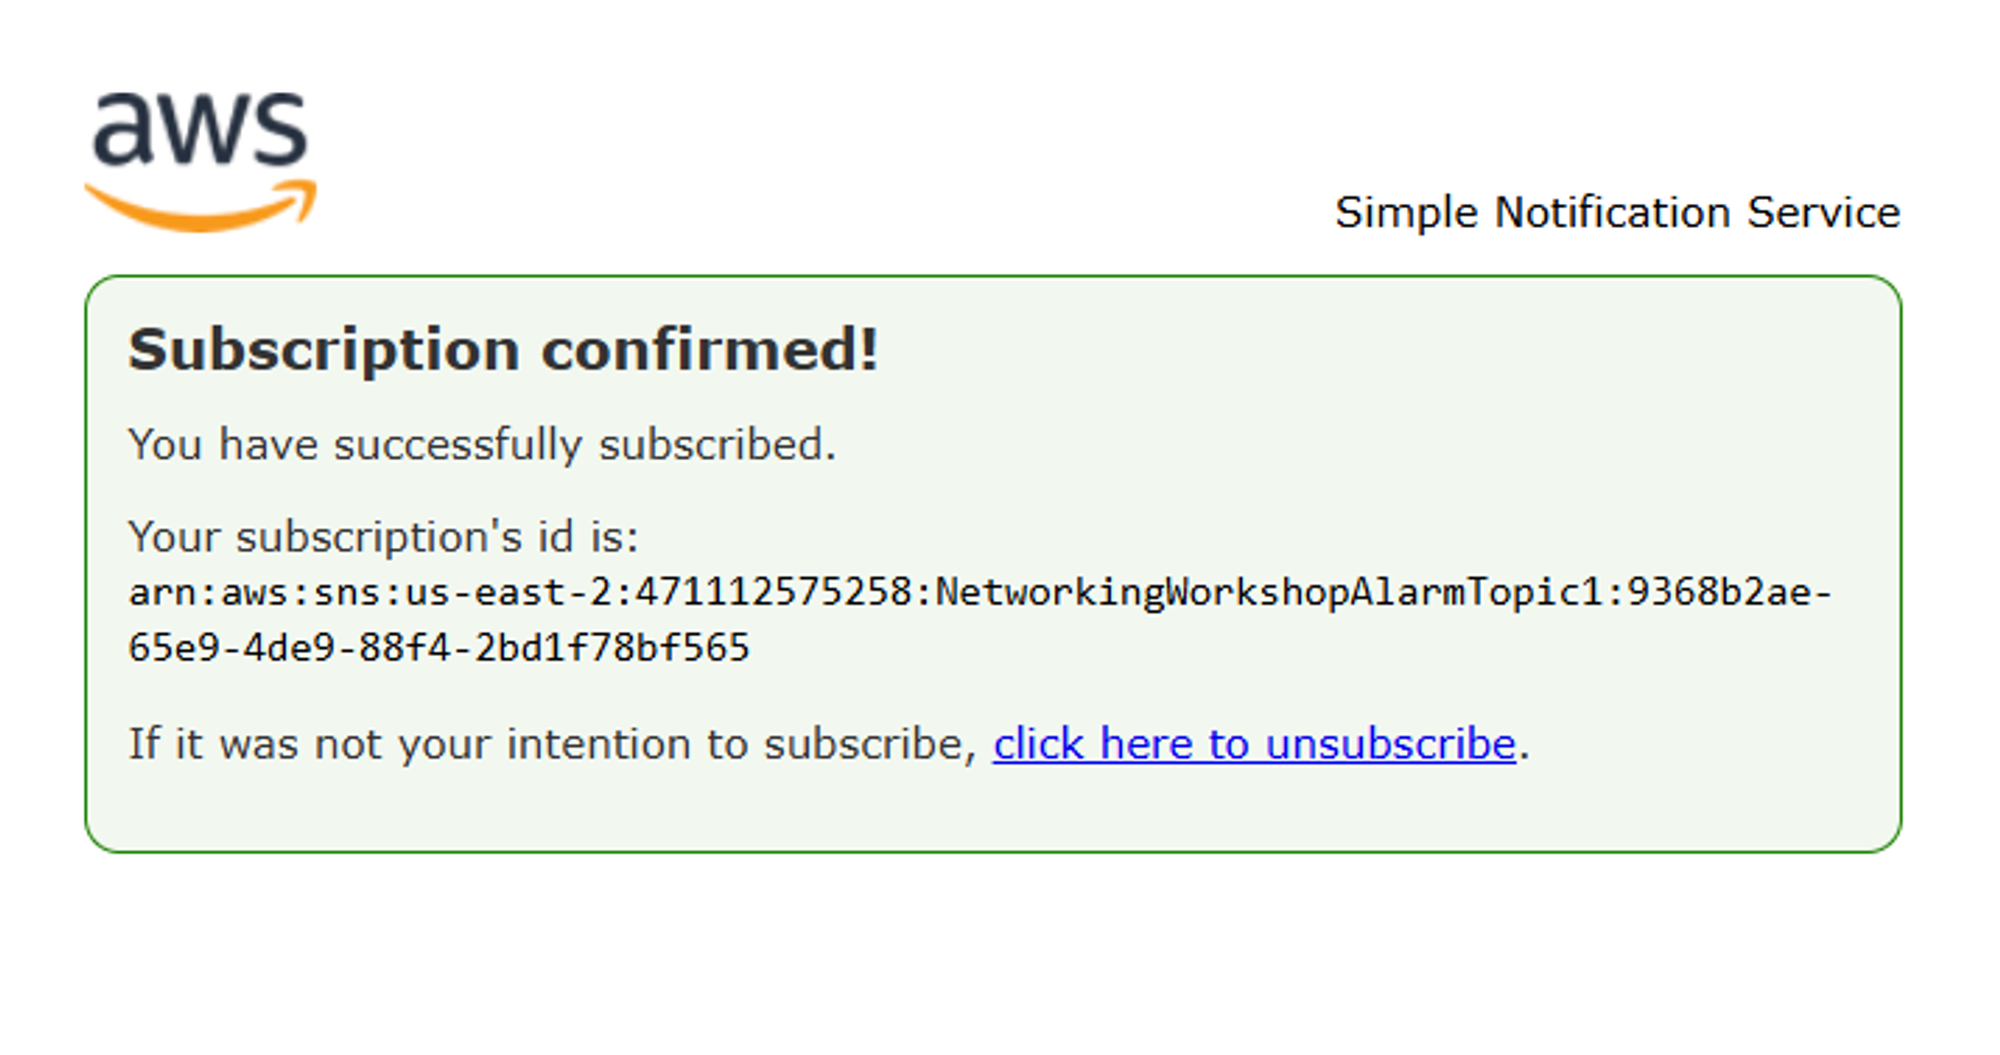 aws
Simple Notification Service
Subscription confirmed!
You have successfully subscribed.
Your subscription's id is:
arn:aws:sns:us-east-2:471112575258:NetworkingWorkshopAlarmTopic1:9368b2ae-
65e9-4de9-88f4-2bd1f78bf565
If it was not your intention to subscribe, click here to unsubscribe.